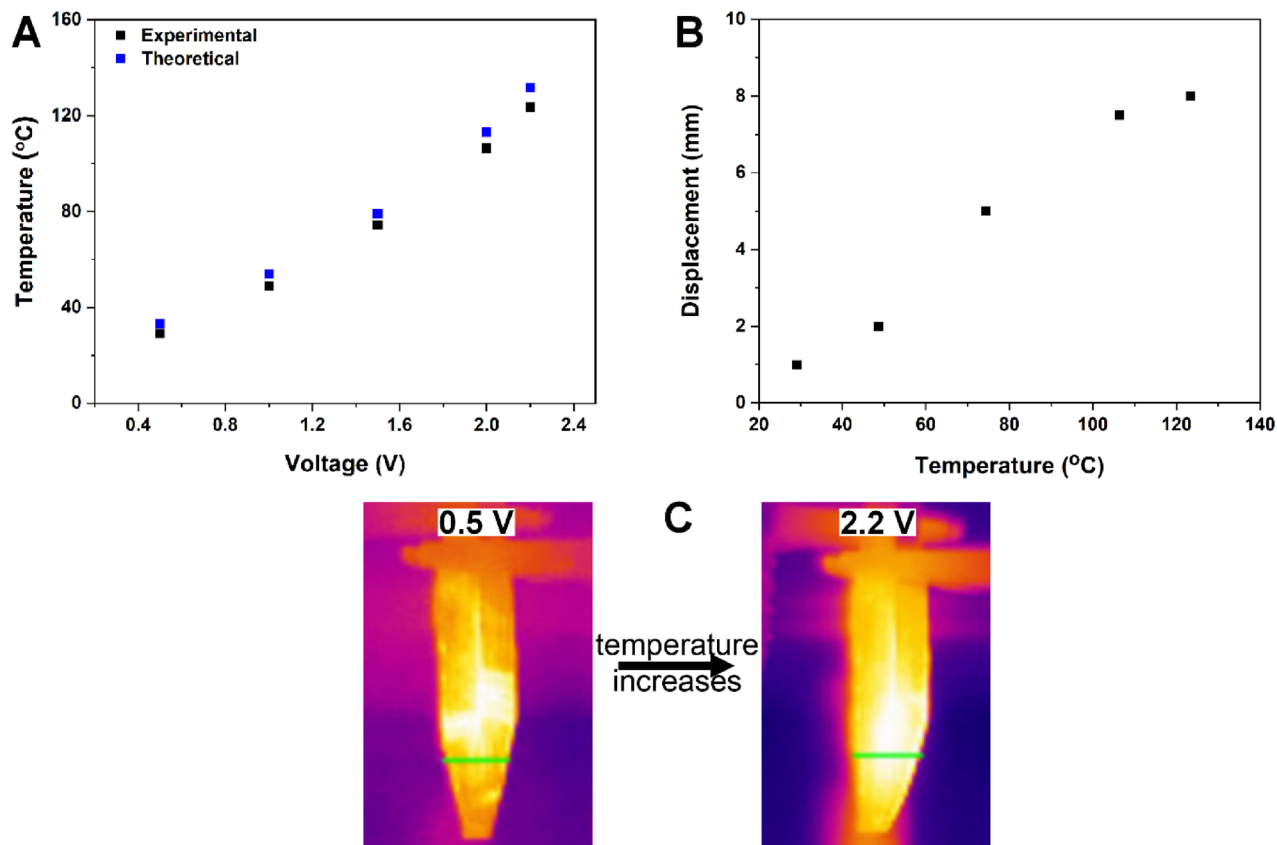 A
Experimental
Theoretical
160
120
80
40
0
Temperature (°C)
0.4 0.8 1.2 1.6 2.0 2.4
Voltage (V)
B
10
8
6
4
2
0
Displacement (mm)
20 40 60 80 100 120 140
Temperature (°C)
C
0.5 V
temperature
increases
2.2 V